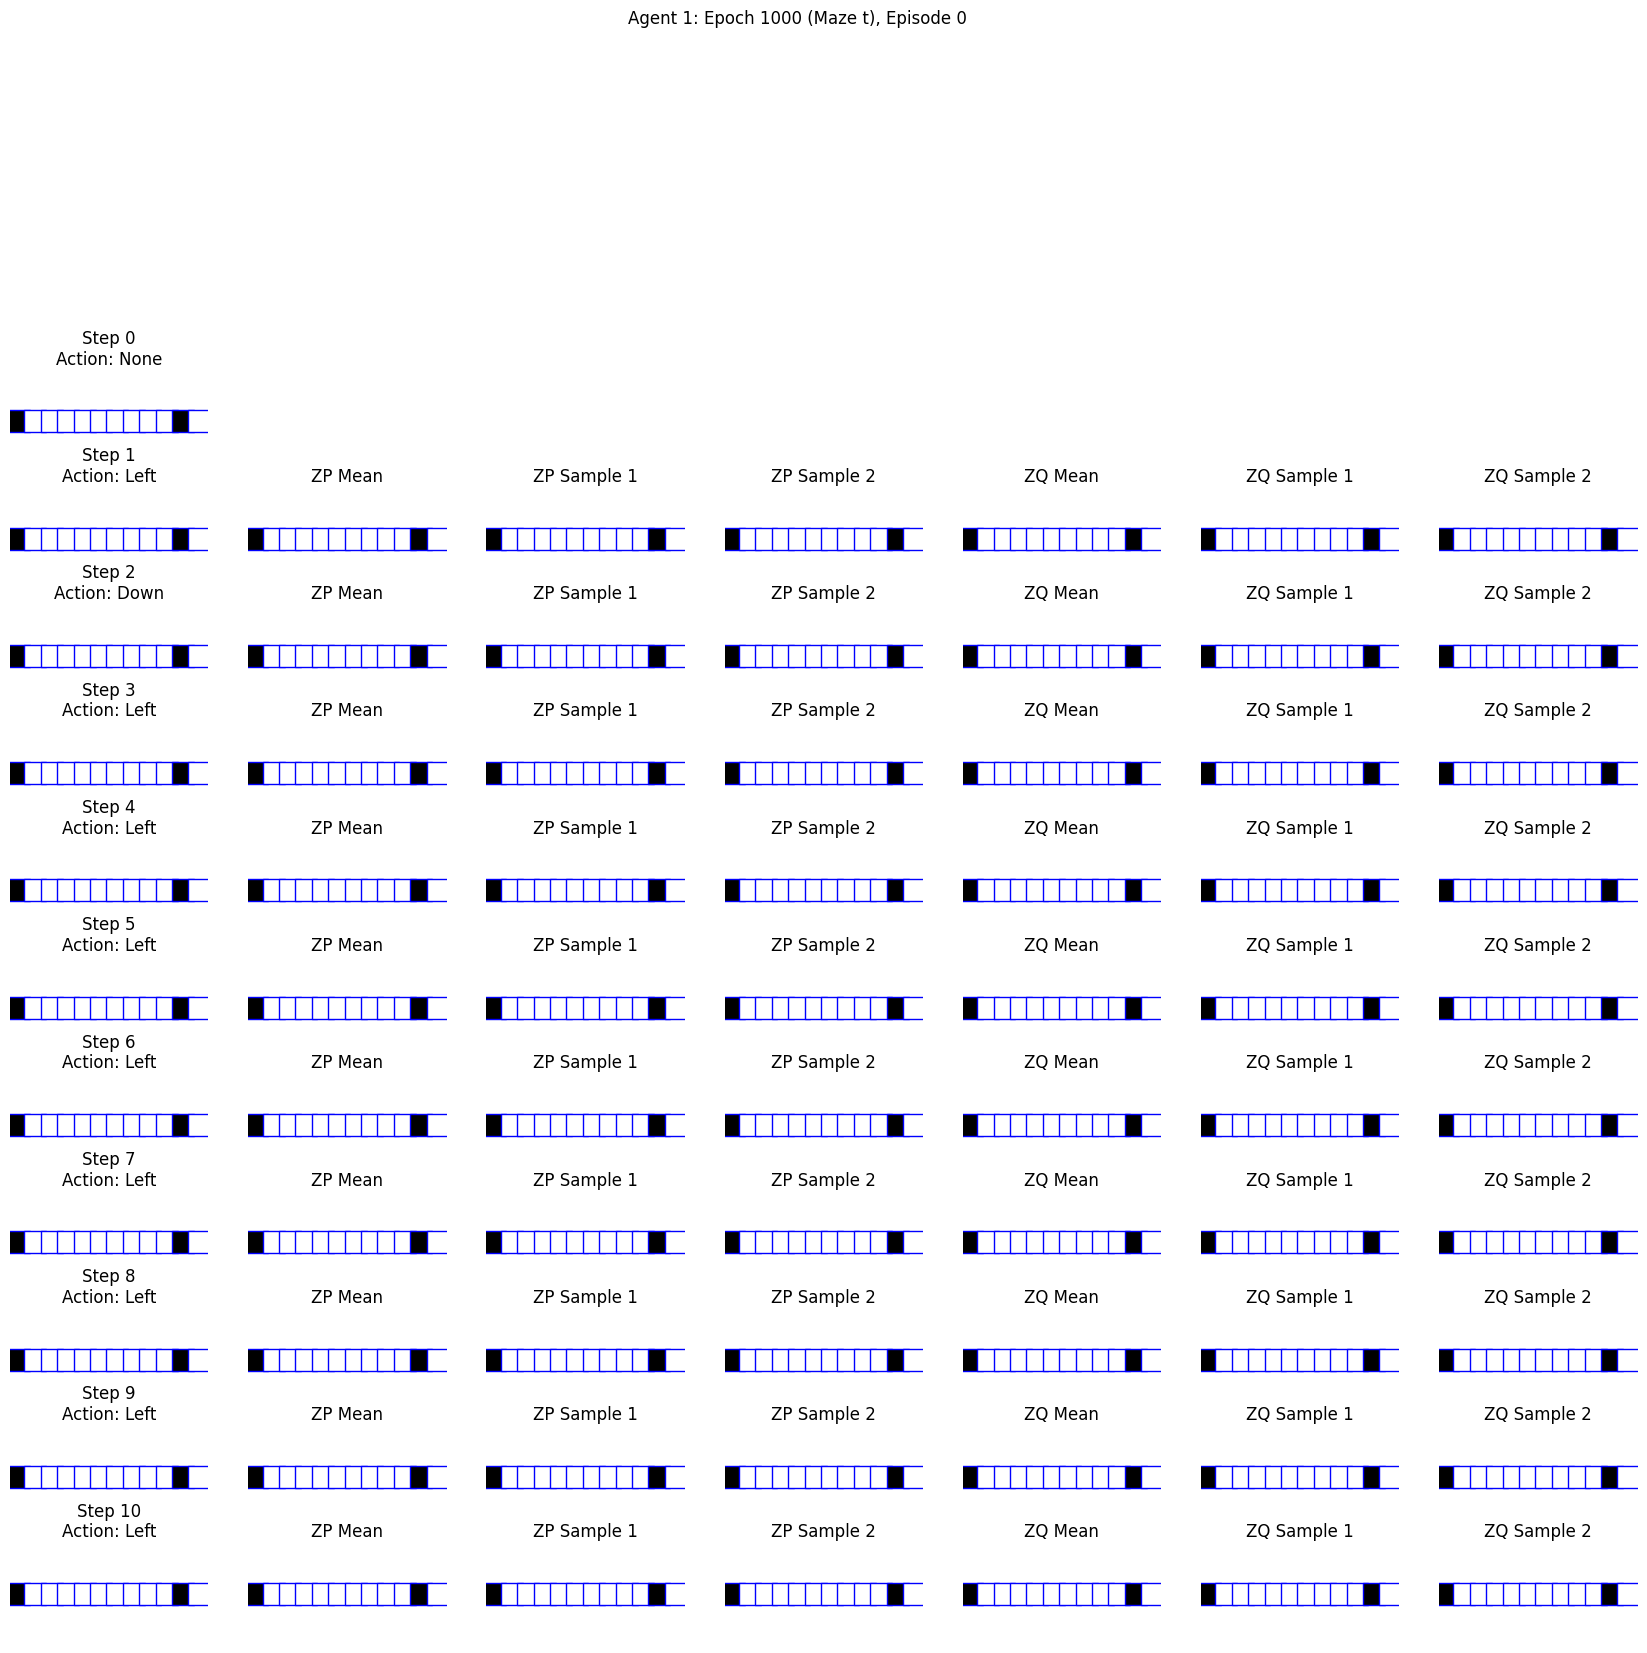 Agent 1: Epoch 1000 (Maze t), Episode 0
Step 0
Action: None
Step 1
Action: Left
ZP Mean
ZP Sample 1
ZP Sample 2
ZQ Mean
ZQ Sample 1
ZQ Sample 2
Step 2
Action: Down
ZP Mean
ZP Sample 1
ZP Sample 2
ZQ Mean
ZQ Sample 1
ZQ Sample 2
Step 3
Action: Left
ZP Mean
ZP Sample 1
ZP Sample 2
ZQ Mean
ZQ Sample 1
ZQ Sample 2
Step 4
Action: Left
ZP Mean
ZP Sample 1
ZP Sample 2
ZQ Mean
ZQ Sample 1
ZQ Sample 2
Step 5
Action: Left
ZP Mean
ZP Sample 1
ZP Sample 2
ZQ Mean
ZQ Sample 1
ZQ Sample 2
Step 6
Action: Left
ZP Mean
ZP Sample 1
ZP Sample 2
ZQ Mean
ZQ Sample 1
ZQ Sample 2
Step 7
Action: Left
ZP Mean
ZP Sample 1
ZP Sample 2
ZQ Mean
ZQ Sample 1
ZQ Sample 2
Step 8
Action: Left
ZP Mean
ZP Sample 1
ZP Sample 2
ZQ Mean
ZQ Sample 1
ZQ Sample 2
Step 9
Action: Left
ZP Mean
ZP Sample 1
ZP Sample 2
ZQ Mean
ZQ Sample 1
ZQ Sample 2
Step 10
Action: Left
ZP Mean
ZP Sample 1
ZP Sample 2
ZQ Mean
ZQ Sample 1
ZQ Sample 2